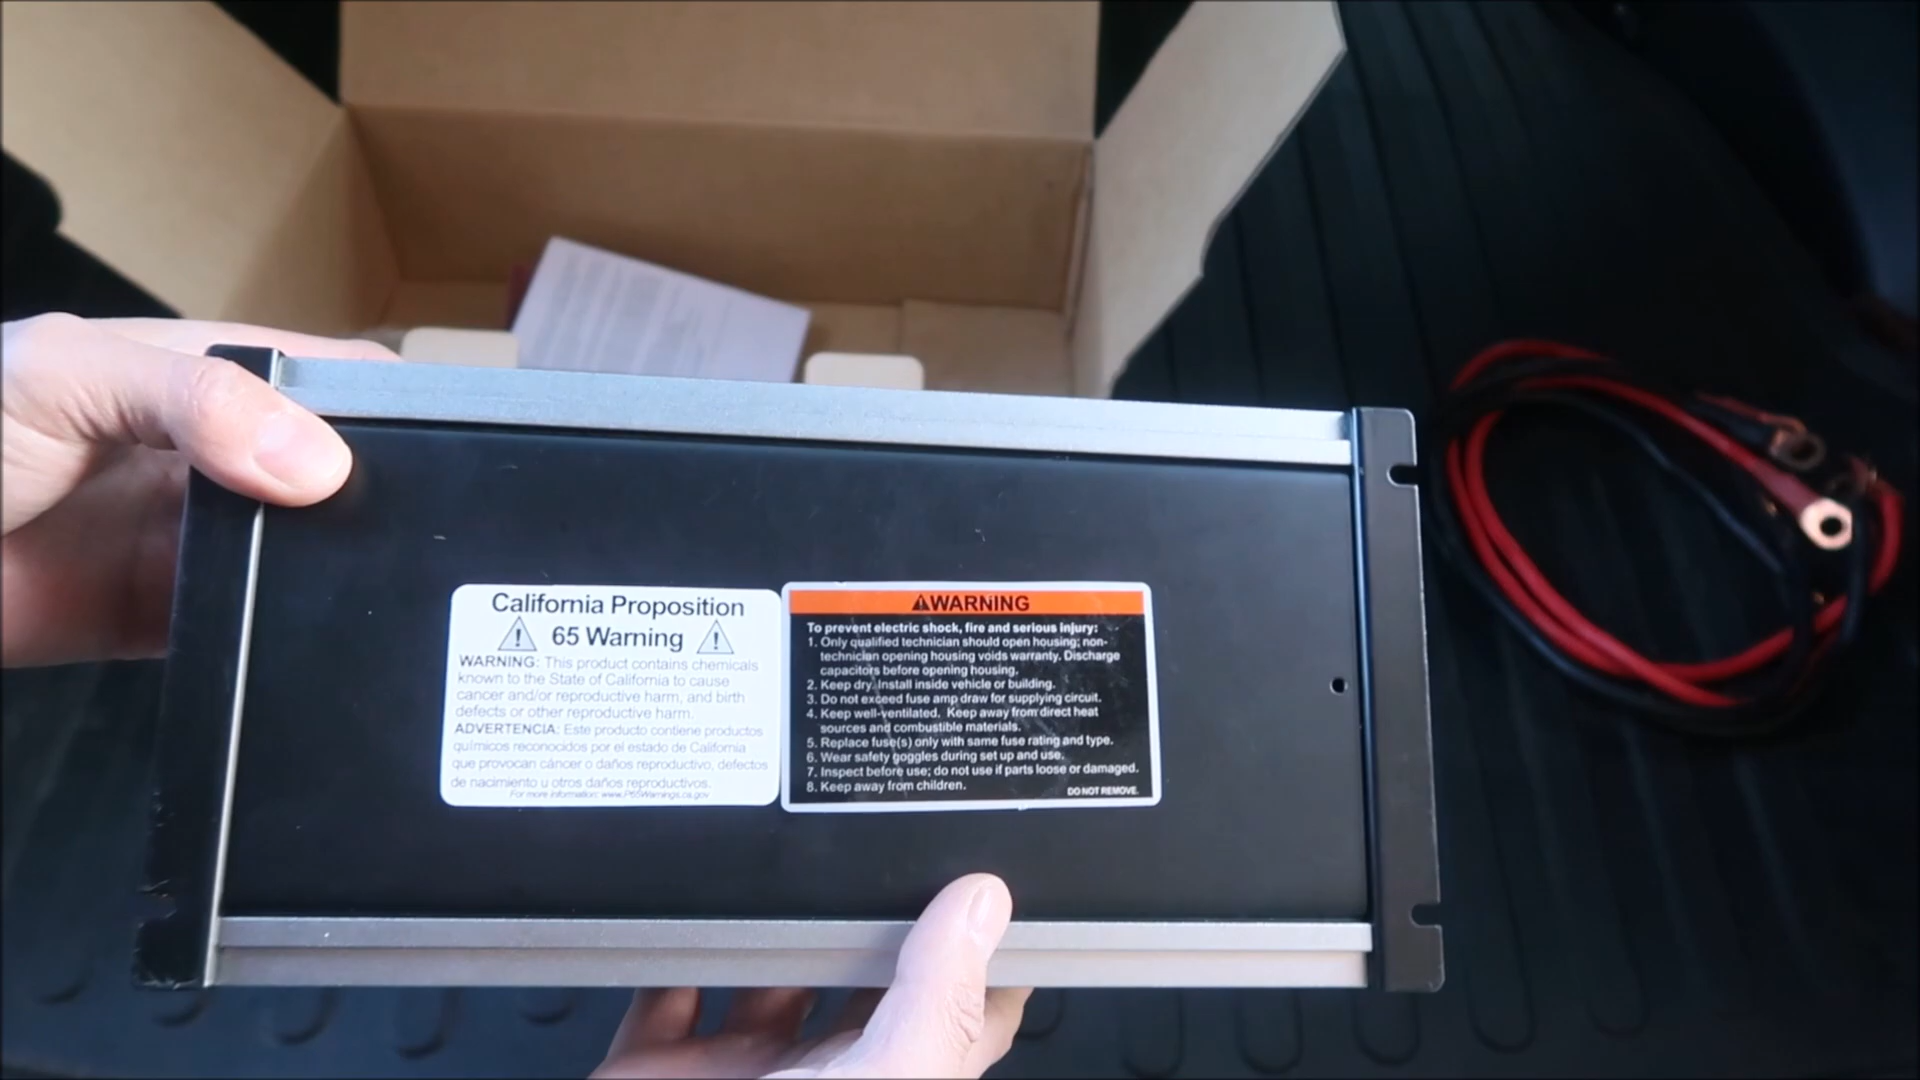 California Proposition
65 Warning
WARNING: This product contains chemicals
known to the State of California to cause
cancer and/or reproductive harm, and birth
defects or other reproductive harm.
ADVERTENCIA: Este producto contiene productos
químicos reconocidos por el estado de California
que provocan cáncer o daños reproductivo, defectos
de nacimiento u otros daños reproductivos.
For more information: www.P65Warnings.ca.gov
WARNING
To prevent electric shock, fire and serious injury:
1. Only qualified technician should open housing; non-
technician opening housing voids warranty. Discharge
capacitors before opening housing.
2. Keep dry. Install inside vehicle or building.
3. Do not exceed fuse amp draw for supplying circuit.
4. Keep well-ventilated. Keep away from direct heat
sources and combustible materials.
5. Replace fuse(s) only with same fuse rating and type.
6. Wear safety goggles during set up and use.
7. Inspect before use; do not use if parts loose or damaged.
8. Keep away from children.
DO NOT REMOVE.